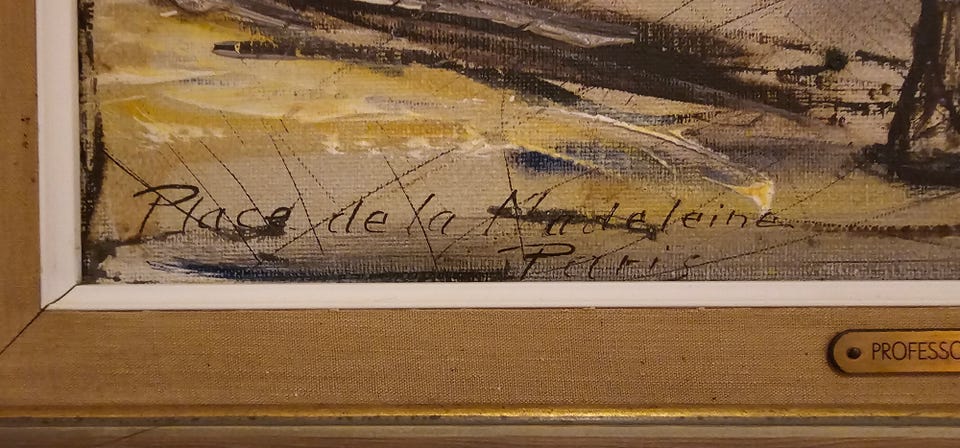 Place de la Madeleine
Paris
PROFESSO